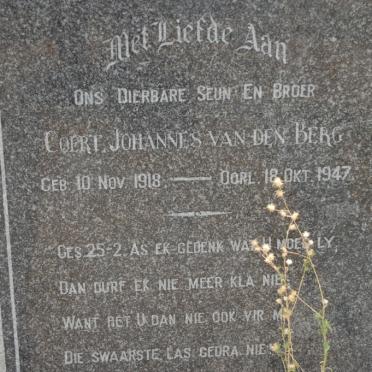 Met Liefde Aan
ONS DIERBARE SEUN EN BROER
COERT JOHANNES VAN DEN BERG
GEB. 10 NOV. 1918. — OORL. 18 OKT. 1947.
GES. 25-2. AS EK GEDENK WAT U MOES LY,
DAN DURF EK NIE MEER KLA NIE
WANT HET U DAN NIE OOK VIR
DIE SWAARSTE LAS GEDRA NIE